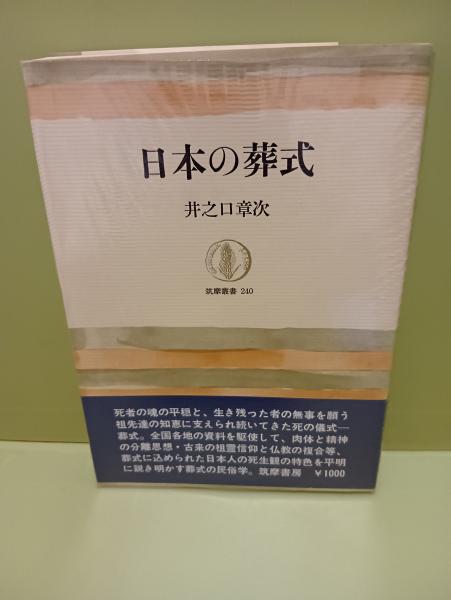 日本の葬式
井之口章次
筑摩叢書 240
死者の魂の平穏と、生き残った者の無事を願う
祖先達の知恵に支えられ続いてきた死の儀式―
葬式。全国各地の資料を駆使して、肉体と精神
の分離思想・古来の祖霊信仰と仏教の複合等、
葬式に込められた日本人の死生観の特色を平明
に説き明かす葬式の民俗学。筑摩書房 ￥1000